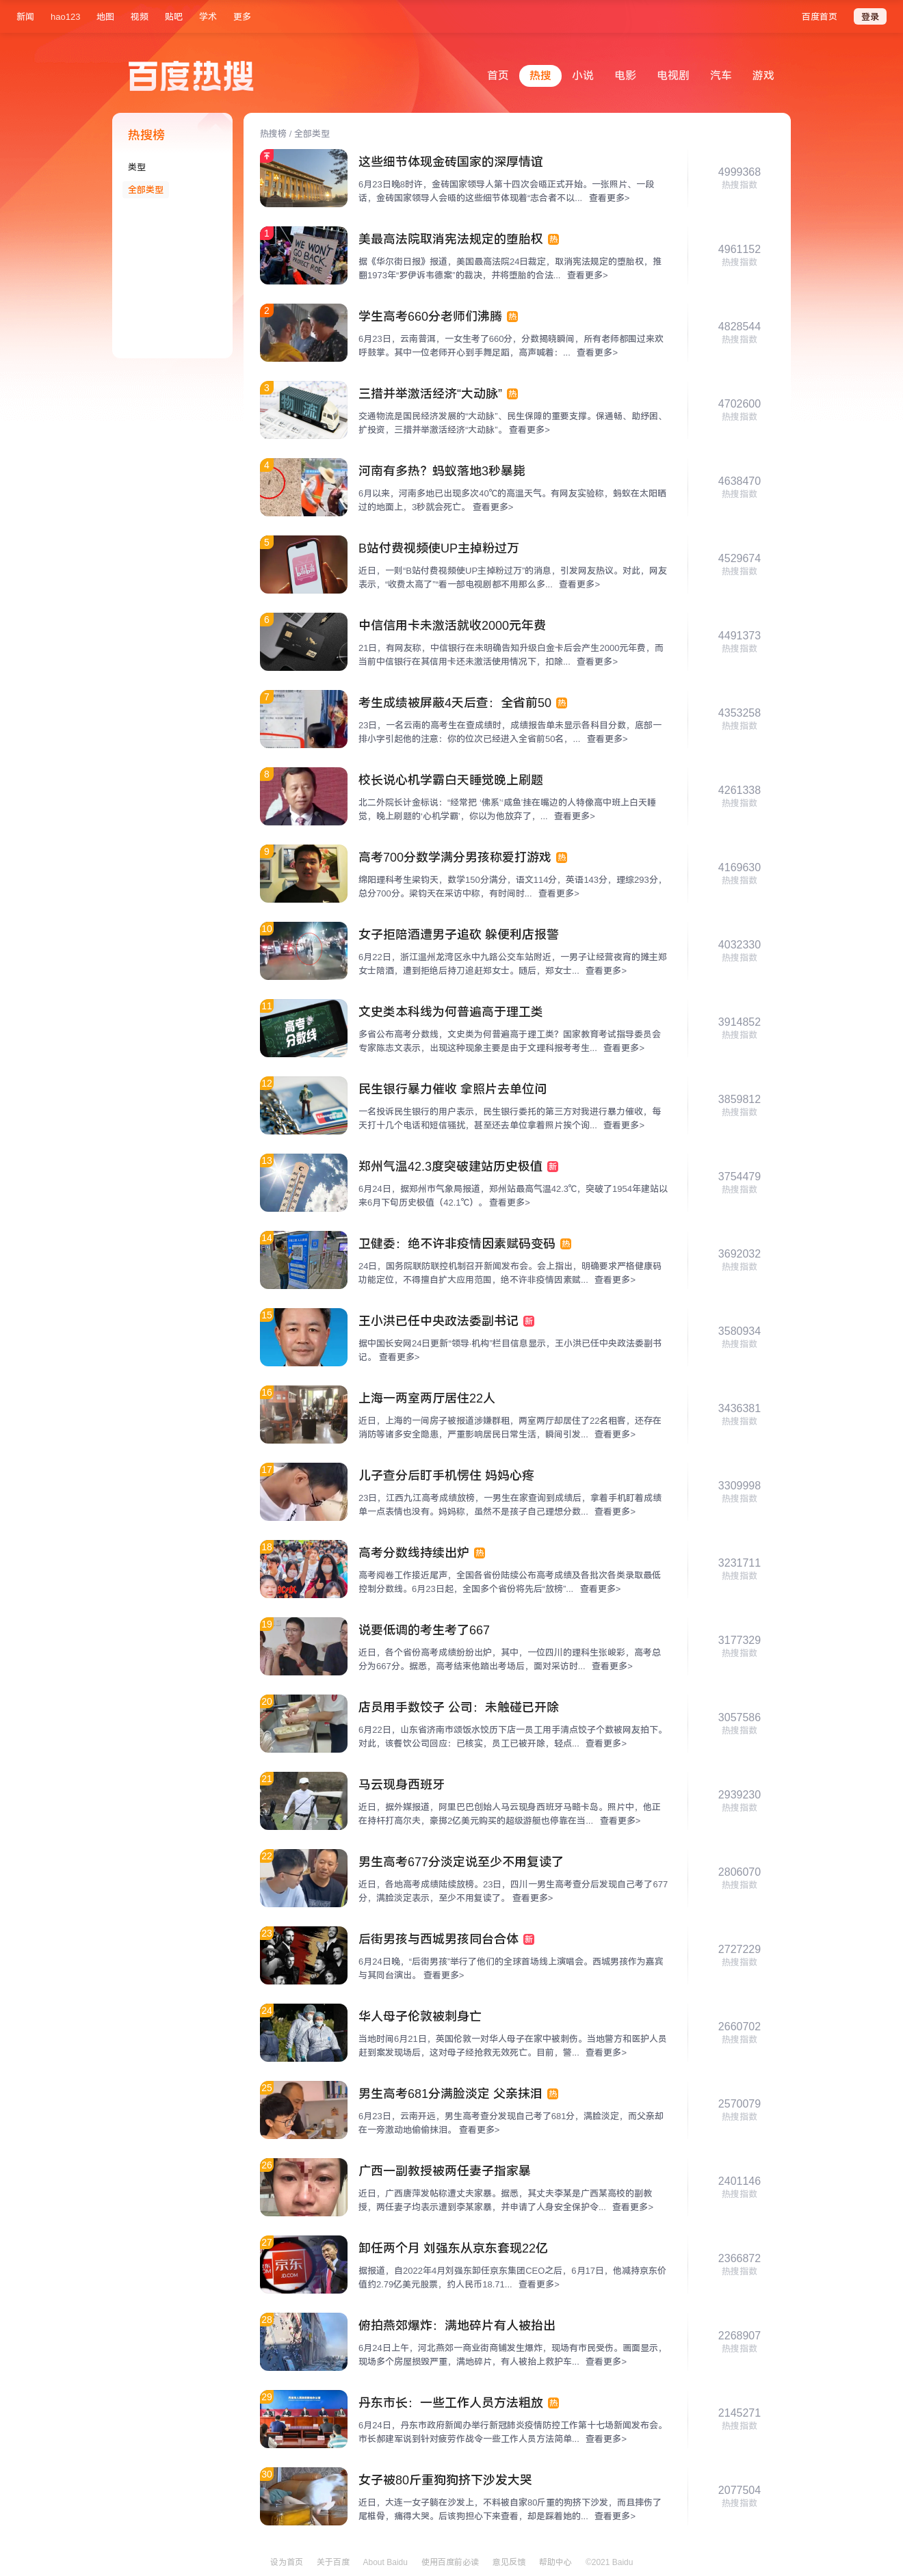 新闻 hao123 地图 视频 贴吧 学术 更多 百度首页 登录
百度热搜 首页 热搜 小说 电影 电视剧 汽车 游戏
热搜榜
类型
全部类型
热搜榜 / 全部类型
这些细节体现金砖国家的深厚情谊
6月23日晚8时许，金砖国家领导人第十四次会晤正式开始。一张照片、一段
话，金砖国家领导人会晤的这些细节体现着“志合者不以... 查看更多>
4999368
热搜指数
1
WE WON'T
GO BACK
美最高法院取消宪法规定的堕胎权 热
据《华尔街日报》报道，美国最高法院24日裁定，取消宪法规定的堕胎权，推
翻1973年“罗伊诉韦德案”的裁决，并将堕胎的合法... 查看更多>
4961152
热搜指数
2
学生高考660分老师们沸腾 热
6月23日，云南普洱，一女生考了660分，分数揭晓瞬间，所有老师都围过来欢
呼鼓掌。其中一位老师开心到手舞足蹈，高声喊着：... 查看更多>
4828544
热搜指数
3
物流
三措并举激活经济“大动脉” 热
交通物流是国民经济发展的“大动脉”、民生保障的重要支撑。保通畅、助纾困、
扩投资，三措并举激活经济“大动脉”。 查看更多>
4702600
热搜指数
4
河南有多热？蚂蚁落地3秒暴毙
6月以来，河南多地已出现多次40℃的高温天气。有网友实验称，蚂蚁在太阳晒
过的地面上，3秒就会死亡。 查看更多>
4638470
热搜指数
5
B站付费视频使UP主掉粉过万
近日，一则“B站付费视频使UP主掉粉过万”的消息，引发网友热议。对此，网友
表示，“收费太高了”“看一部电视剧都不用那么多... 查看更多>
4529674
热搜指数
6
中信信用卡未激活就收2000元年费
21日，有网友称，中信银行在未明确告知升级白金卡后会产生2000元年费，而
当前中信银行在其信用卡还未激活使用情况下，扣除... 查看更多>
4491373
热搜指数
7
考生成绩被屏蔽4天后查：全省前50 热
23日，一名云南的高考生在查成绩时，成绩报告单未显示各科目分数，底部一
排小字引起他的注意：你的位次已经进入全省前50名，... 查看更多>
4353258
热搜指数
8
校长说心机学霸白天睡觉晚上刷题
北二外院长计金标说：“经常把 ‘佛系’‘咸鱼’挂在嘴边的人特像高中班上白天睡
觉，晚上刷题的‘心机学霸’，你以为他放弃了，... 查看更多>
4261338
热搜指数
9
高考700分数学满分男孩称爱打游戏 热
绵阳理科考生梁钧天，数学150分满分，语文114分，英语143分，理综293分，
总分700分。梁钧天在采访中称，有时间时... 查看更多>
4169630
热搜指数
10
女子拒陪酒遭男子追砍 躲便利店报警
6月22日，浙江温州龙湾区永中九路公交车站附近，一男子让经营夜宵的摊主郑
女士陪酒，遭到拒绝后持刀追赶郑女士。随后，郑女士... 查看更多>
4032330
热搜指数
11
高考
分数线
文史类本科线为何普遍高于理工类
多省公布高考分数线，文史类为何普遍高于理工类？国家教育考试指导委员会
专家陈志文表示，出现这种现象主要是由于文理科报考考生... 查看更多>
3914852
热搜指数
12
民生银行暴力催收 拿照片去单位问
一名投诉民生银行的用户表示，民生银行委托的第三方对我进行暴力催收，每
天打十几个电话和短信骚扰，甚至还去单位拿着照片挨个询... 查看更多>
3859812
热搜指数
13
郑州气温42.3度突破建站历史极值 新
6月24日，据郑州市气象局报道，郑州站最高气温42.3℃，突破了1954年建站以
来6月下旬历史极值（42.1℃）。 查看更多>
3754479
热搜指数
14
卫健委：绝不许非疫情因素赋码变码 热
24日，国务院联防联控机制召开新闻发布会。会上指出，明确要求严格健康码
功能定位，不得擅自扩大应用范围，绝不许非疫情因素赋... 查看更多>
3692032
热搜指数
15
王小洪已任中央政法委副书记 新
据中国长安网24日更新“领导·机构”栏目信息显示，王小洪已任中央政法委副书
记。 查看更多>
3580934
热搜指数
16
上海一两室两厅居住22人
近日，上海的一间房子被报道涉嫌群租，两室两厅却居住了22名租客，还存在
消防等诸多安全隐患，严重影响居民日常生活，瞬间引发... 查看更多>
3436381
热搜指数
17
儿子查分后盯手机愣住 妈妈心疼
23日，江西九江高考成绩放榜，一男生在家查询到成绩后，拿着手机盯着成绩
单一点表情也没有。妈妈称，虽然不是孩子自己理想分数... 查看更多>
3309998
热搜指数
18
高考分数线持续出炉 热
高考阅卷工作接近尾声，全国各省份陆续公布高考成绩及各批次各类录取最低
控制分数线。6月23日起，全国多个省份将先后“放榜”... 查看更多>
3231711
热搜指数
19
说要低调的考生考了667
近日，各个省份高考成绩纷纷出炉，其中，一位四川的理科生张峻彩，高考总
分为667分。据悉，高考结束他踏出考场后，面对采访时... 查看更多>
3177329
热搜指数
20
店员用手数饺子 公司：未触碰已开除
6月22日，山东省济南市颂饭水饺历下店一员工用手清点饺子个数被网友拍下。
对此，该餐饮公司回应：已核实，员工已被开除，轻点... 查看更多>
3057586
热搜指数
21
马云现身西班牙
近日，据外媒报道，阿里巴巴创始人马云现身西班牙马略卡岛。照片中，他正
在持杆打高尔夫，豪掷2亿美元购买的超级游艇也停靠在当... 查看更多>
2939230
热搜指数
22
男生高考677分淡定说至少不用复读了
近日，各地高考成绩陆续放榜。23日，四川一男生高考查分后发现自己考了677
分，满脸淡定表示，至少不用复读了。 查看更多>
2806070
热搜指数
23
后街男孩与西城男孩同台合体 新
6月24日晚，“后街男孩”举行了他们的全球首场线上演唱会。西城男孩作为嘉宾
与其同台演出。 查看更多>
2727229
热搜指数
24
华人母子伦敦被刺身亡
当地时间6月21日，英国伦敦一对华人母子在家中被刺伤。当地警方和医护人员
赶到案发现场后，这对母子经抢救无效死亡。目前，警... 查看更多>
2660702
热搜指数
25
男生高考681分满脸淡定 父亲抹泪 热
6月23日，云南开远，男生高考查分发现自己考了681分，满脸淡定，而父亲却
在一旁激动地偷偷抹泪。 查看更多>
2570079
热搜指数
26
广西一副教授被两任妻子指家暴
近日，广西唐萍发帖称遭丈夫家暴。据悉，其丈夫李某是广西某高校的副教
授，两任妻子均表示遭到李某家暴，并申请了人身安全保护令... 查看更多>
2401146
热搜指数
27
京东
JD.COM
卸任两个月 刘强东从京东套现22亿
据报道，自2022年4月刘强东卸任京东集团CEO之后，6月17日，他减持京东价
值约2.79亿美元股票，约人民币18.71... 查看更多>
2366872
热搜指数
28
俯拍燕郊爆炸：满地碎片有人被抬出
6月24日上午，河北燕郊一商业街商铺发生爆炸，现场有市民受伤。画面显示，
现场多个房屋损毁严重，满地碎片，有人被抬上救护车... 查看更多>
2268907
热搜指数
29
丹东市长：一些工作人员方法粗放 热
6月24日，丹东市政府新闻办举行新冠肺炎疫情防控工作第十七场新闻发布会。
市长郝建军说到针对疲劳作战令一些工作人员方法简单... 查看更多>
2145271
热搜指数
30
女子被80斤重狗狗挤下沙发大哭
近日，大连一女子躺在沙发上，不料被自家80斤重的狗挤下沙发，而且摔伤了
尾椎骨，痛得大哭。后该狗担心下来查看，却是踩着她的... 查看更多>
2077504
热搜指数
设为首页 关于百度 About Baidu 使用百度前必读 意见反馈 帮助中心 ©2021 Baidu